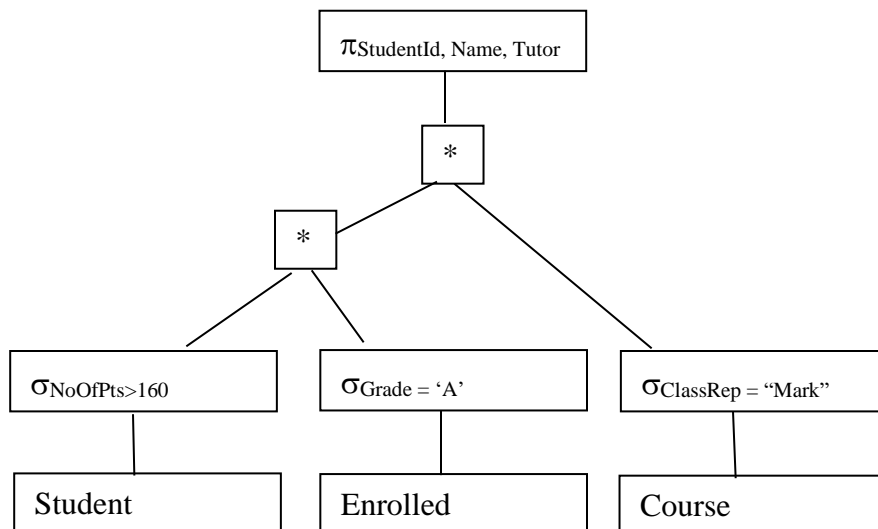 πStudentId, Name, Tutor
*
*
σNoOfPts>160
σGrade = ‘A’
σClassRep = “Mark”
Student
Enrolled
Course